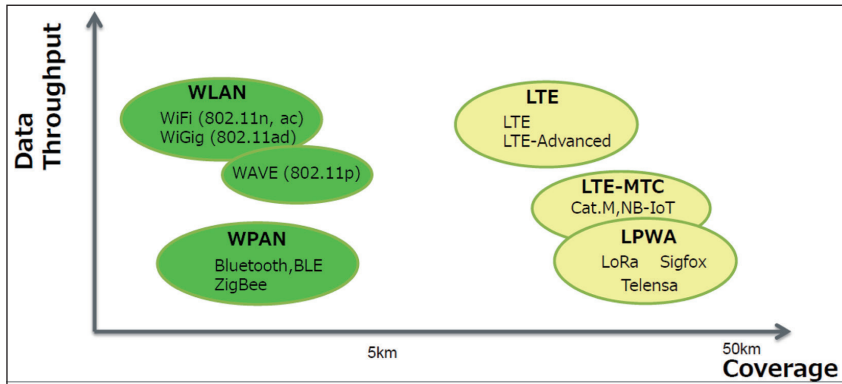 Data
Throughput
WLAN
WiFi (802.11n, ac)
WiGig (802.11ad)
WAVE (802.11p)
WPAN
Bluetooth,BLE
ZigBee
LTE
LTE
LTE-Advanced
LTE-MTC
Cat.M,NB-IoT
LPWA
LoRa Sigfox
Telensa
5km
50km
Coverage